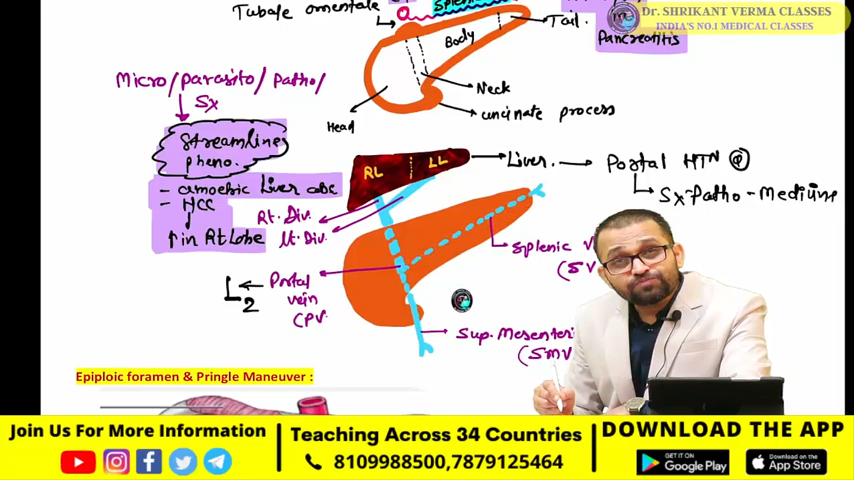 Dr. SHRIKANT VERMA CLASSES
INDIA'S NO.1 MEDICAL CLASSES
Tubale omentale
Tail.
Body
Pancreatitis
Neck
uncinate process
Head
Micro/parasito/Patho/
Sx
Streamline
pheno.
- amoebic Liver abc
- HCC
↑ in Rt lobe
RL
LL
Liver.
Portal HTN @
Sx-Patho-Medicine
Rt. Div.
Lt. Div.
Splenic V
(SV
L2
Portal
vein
(PV.
Sup. Mesenteri
(SMV
Epiploic foramen & Pringle Maneuver :
Join Us For More Information
Teaching Across 34 Countries
8109988500,7879125464
DOWNLOAD THE APP
GET IT ON
Google Play
Download on the
App Store